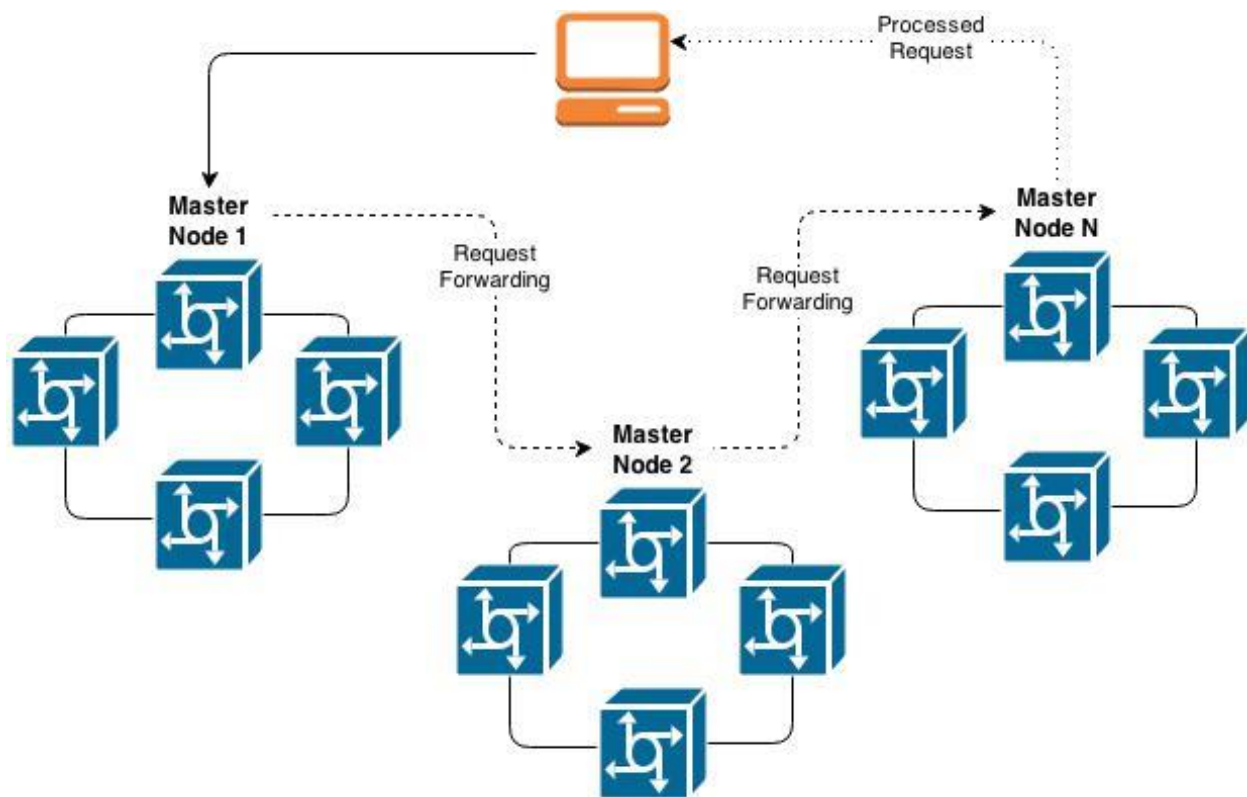 Processed
Request
Master
Node 1
Request
Forwarding
Master
Node 2
Request
Forwarding
Master
Node N